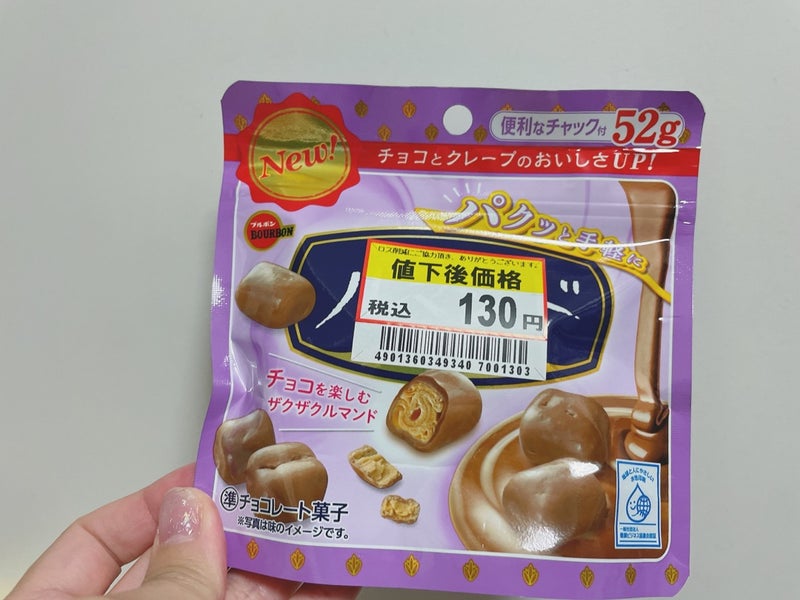 便利なチャック付 52g
New!
チョコとクレープのおいしさUP!
パクッと手軽に
ブルボン
BOURBON
ロス削減にご協力頂き、ありがとうございます。
値下後価格
税込 130円
4901360349340 7001303
チョコを楽しむ
ザクザクルマンド
準チョコレート菓子
※写真は味のイメージです。